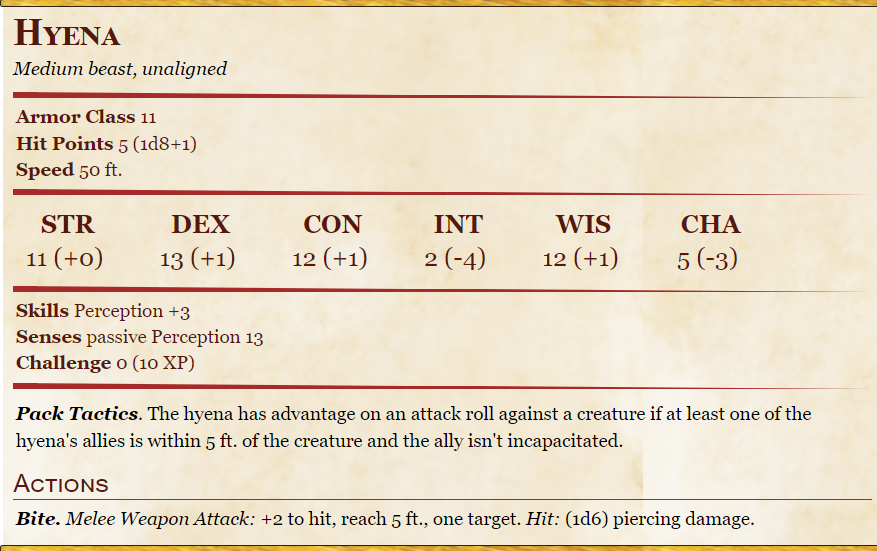 Hyena
Medium beast, unaligned
Armor Class 11
Hit Points 5 (1d8+1)
Speed 50 ft.
STR DEX CON INT WIS CHA
11 (+0) 13 (+1) 12 (+1) 2 (-4) 12 (+1) 5 (-3)
Skills Perception +3
Senses passive Perception 13
Challenge 0 (10 XP)
Pack Tactics. The hyena has advantage on an attack roll against a creature if at least one of the
hyena's allies is within 5 ft. of the creature and the ally isn't incapacitated.
Actions
Bite. Melee Weapon Attack: +2 to hit, reach 5 ft., one target. Hit: (1d6) piercing damage.